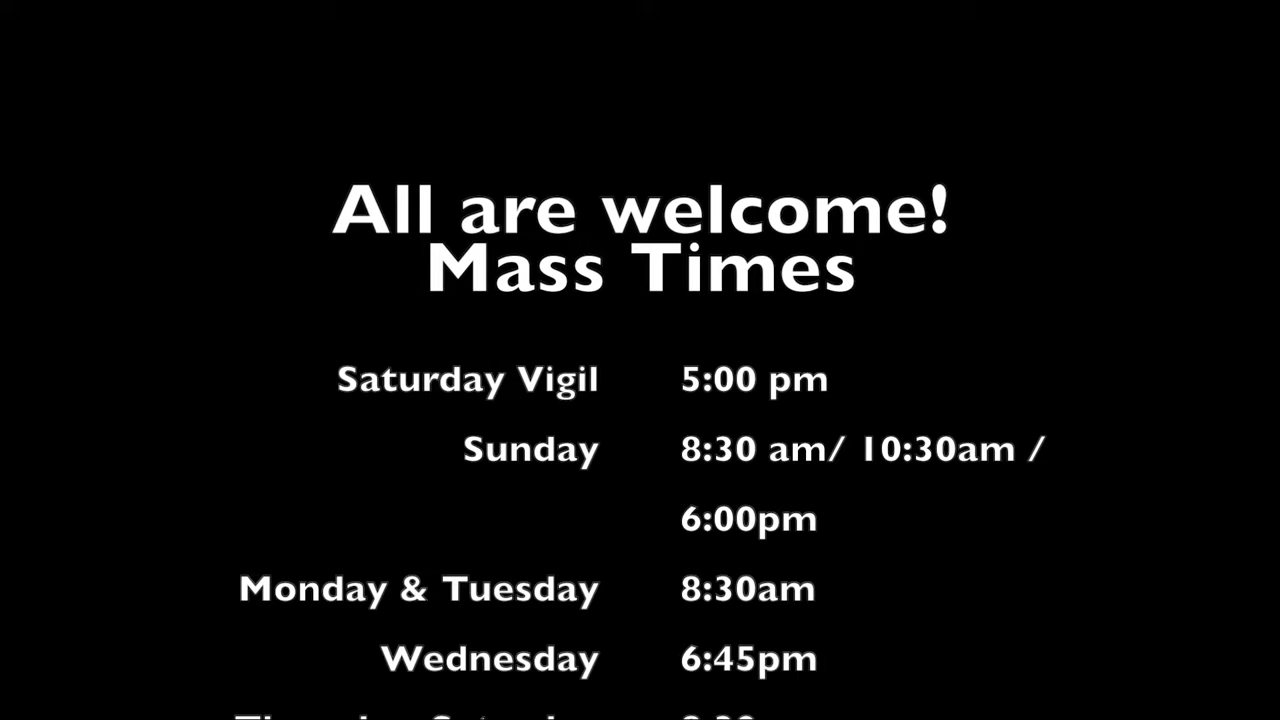 All are welcome!
Mass Times
Saturday Vigil 5:00 pm
Sunday 8:30 am/ 10:30am /
6:00pm
Monday & Tuesday 8:30am
Wednesday 6:45pm